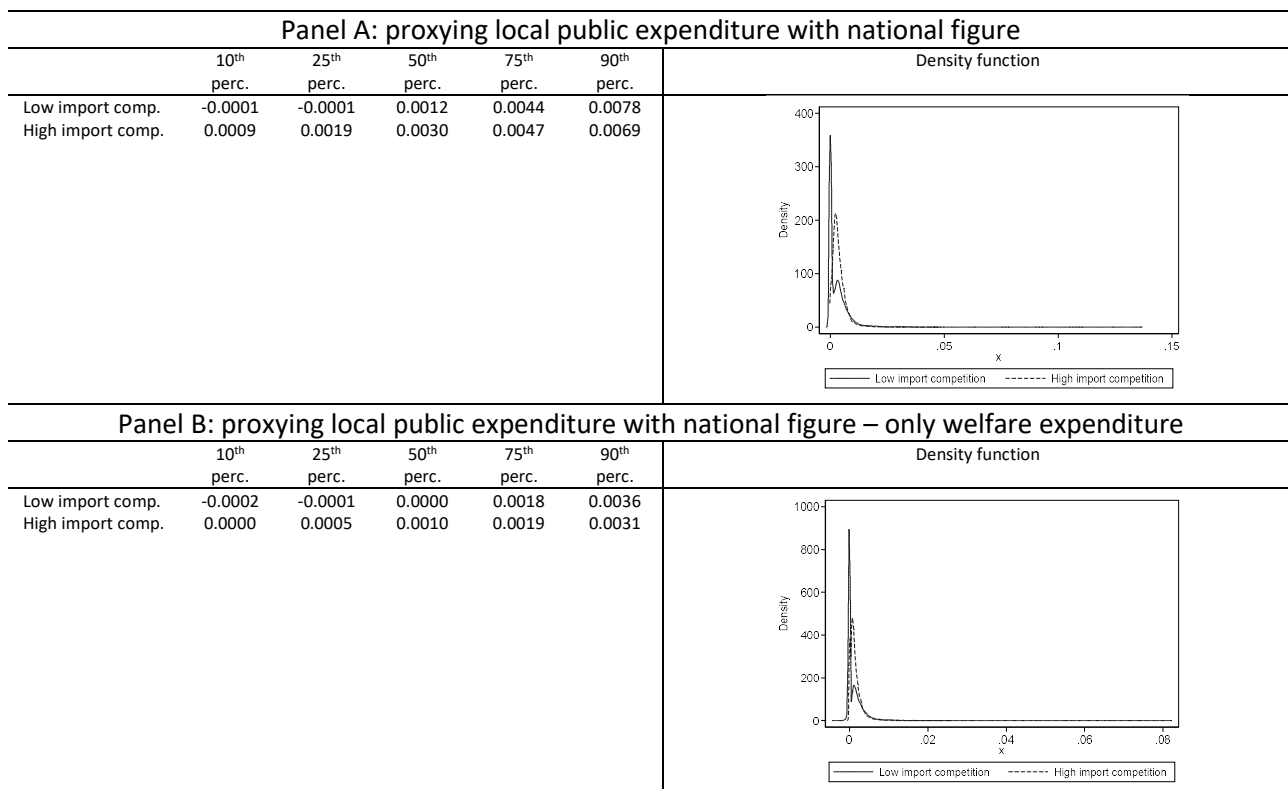 Panel A: proxying local public expenditure with national figure
10th 25th 50th 75th 90th Density function
perc. perc. perc. perc. perc.
Low import comp. -0.0001 -0.0001 0.0012 0.0044 0.0078
High import comp. 0.0009 0.0019 0.0030 0.0047 0.0069
400
300
200
100
0
Density
0 .05 .1 .15
x
Low import competition High import competition
Panel B: proxying local public expenditure with national figure – only welfare expenditure
10th 25th 50th 75th 90th Density function
perc. perc. perc. perc. perc.
Low import comp. -0.0002 -0.0001 0.0000 0.0018 0.0036
High import comp. 0.0000 0.0005 0.0010 0.0019 0.0031
1000
800
600
400
200
0
Density
0 .02 .04 .06 .08
x
Low import competition High import competition